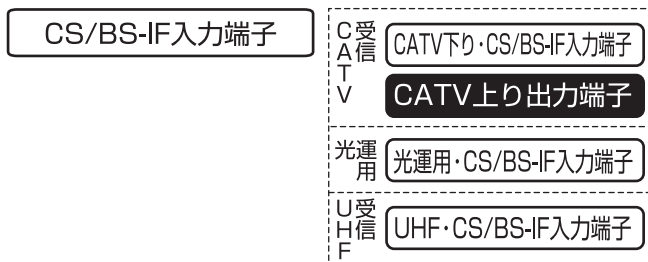 CS/BS-IF入力端子
CATV受信
CATV下り・CS/BS-IF入力端子
CATV上り出力端子
光運用
光運用・CS/BS-IF入力端子
UHF受信
UHF・CS/BS-IF入力端子